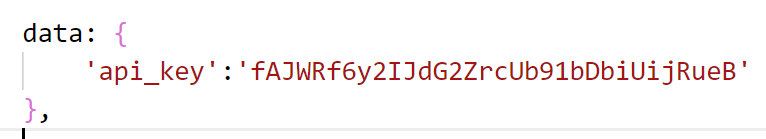 data: {
'api_key':'fAJWRf6y2IJdG2ZrcUb91bDbiUijRueB'
},